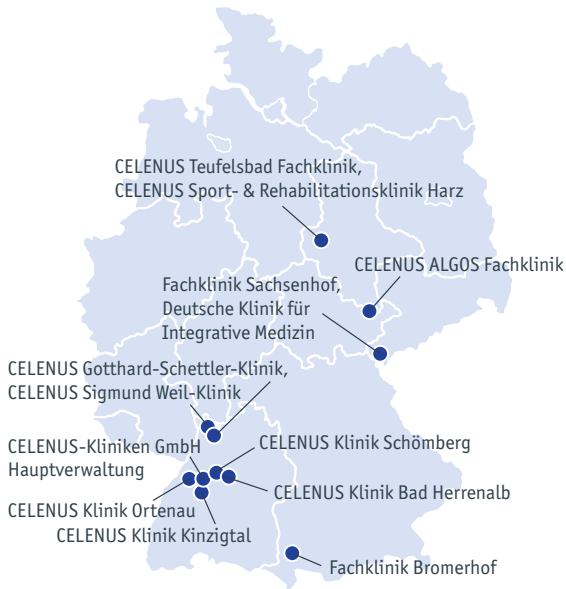 CELENUS Teufelsbad Fachklinik,
CELENUS Sport- & Rehabilitationsklinik Harz
CELENUS ALGOS Fachklinik
Fachklinik Sachsenhof,
Deutsche Klinik für
Integrative Medizin
CELENUS Gotthard-Schettler-Klinik,
CELENUS Sigmund Weil-Klinik
CELENUS-Kliniken GmbH
Hauptverwaltung
CELENUS Klinik Schömberg
CELENUS Klinik Bad Herrenalb
CELENUS Klinik Ortenau
CELENUS Klinik Kinzigtal
Fachklinik Bromerhof